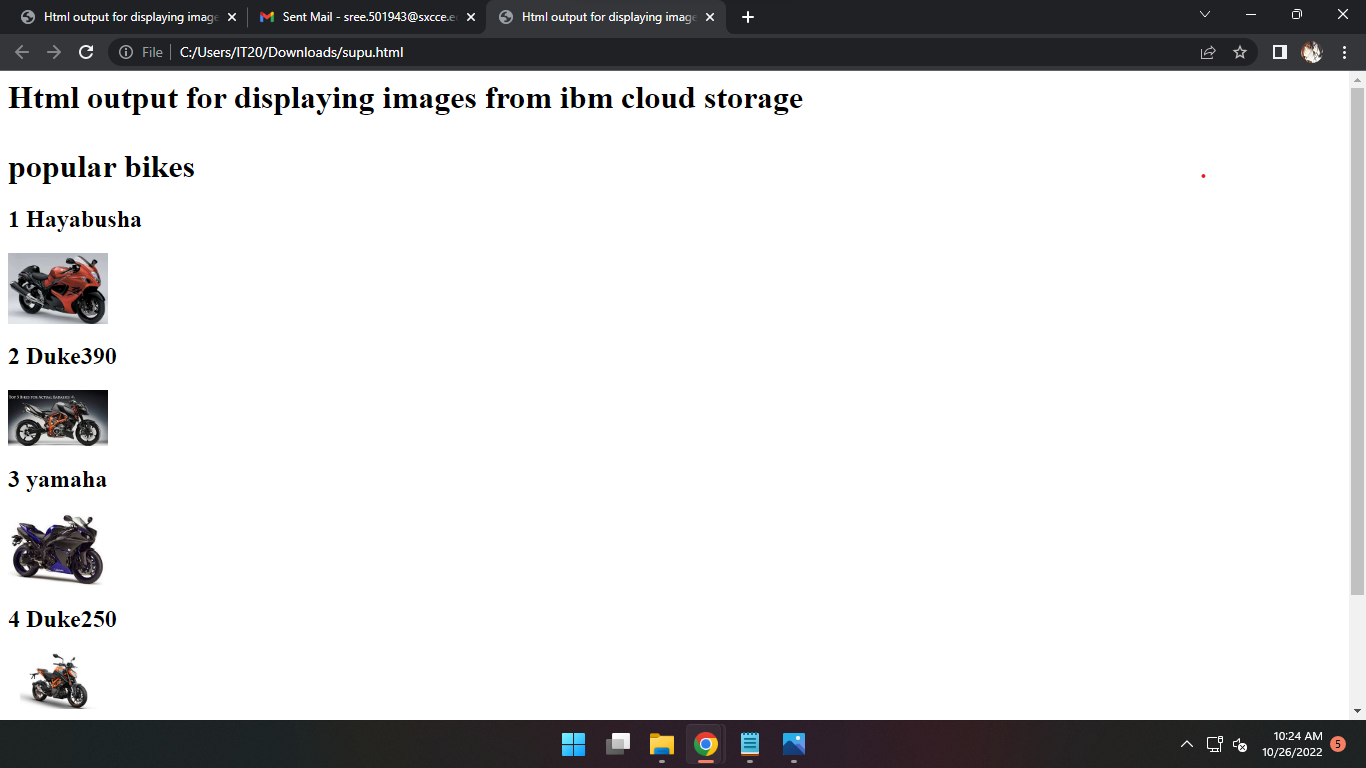 Html output for displaying image
Sent Mail - sree.501943@sxcce.e
Html output for displaying image
File
C:/Users/IT20/Downloads/supu.html
Html output for displaying images from ibm cloud storage
popular bikes
1 Hayabusha
2 Duke390
3 yamaha
4 Duke250
10:24 AM
10/26/2022
5